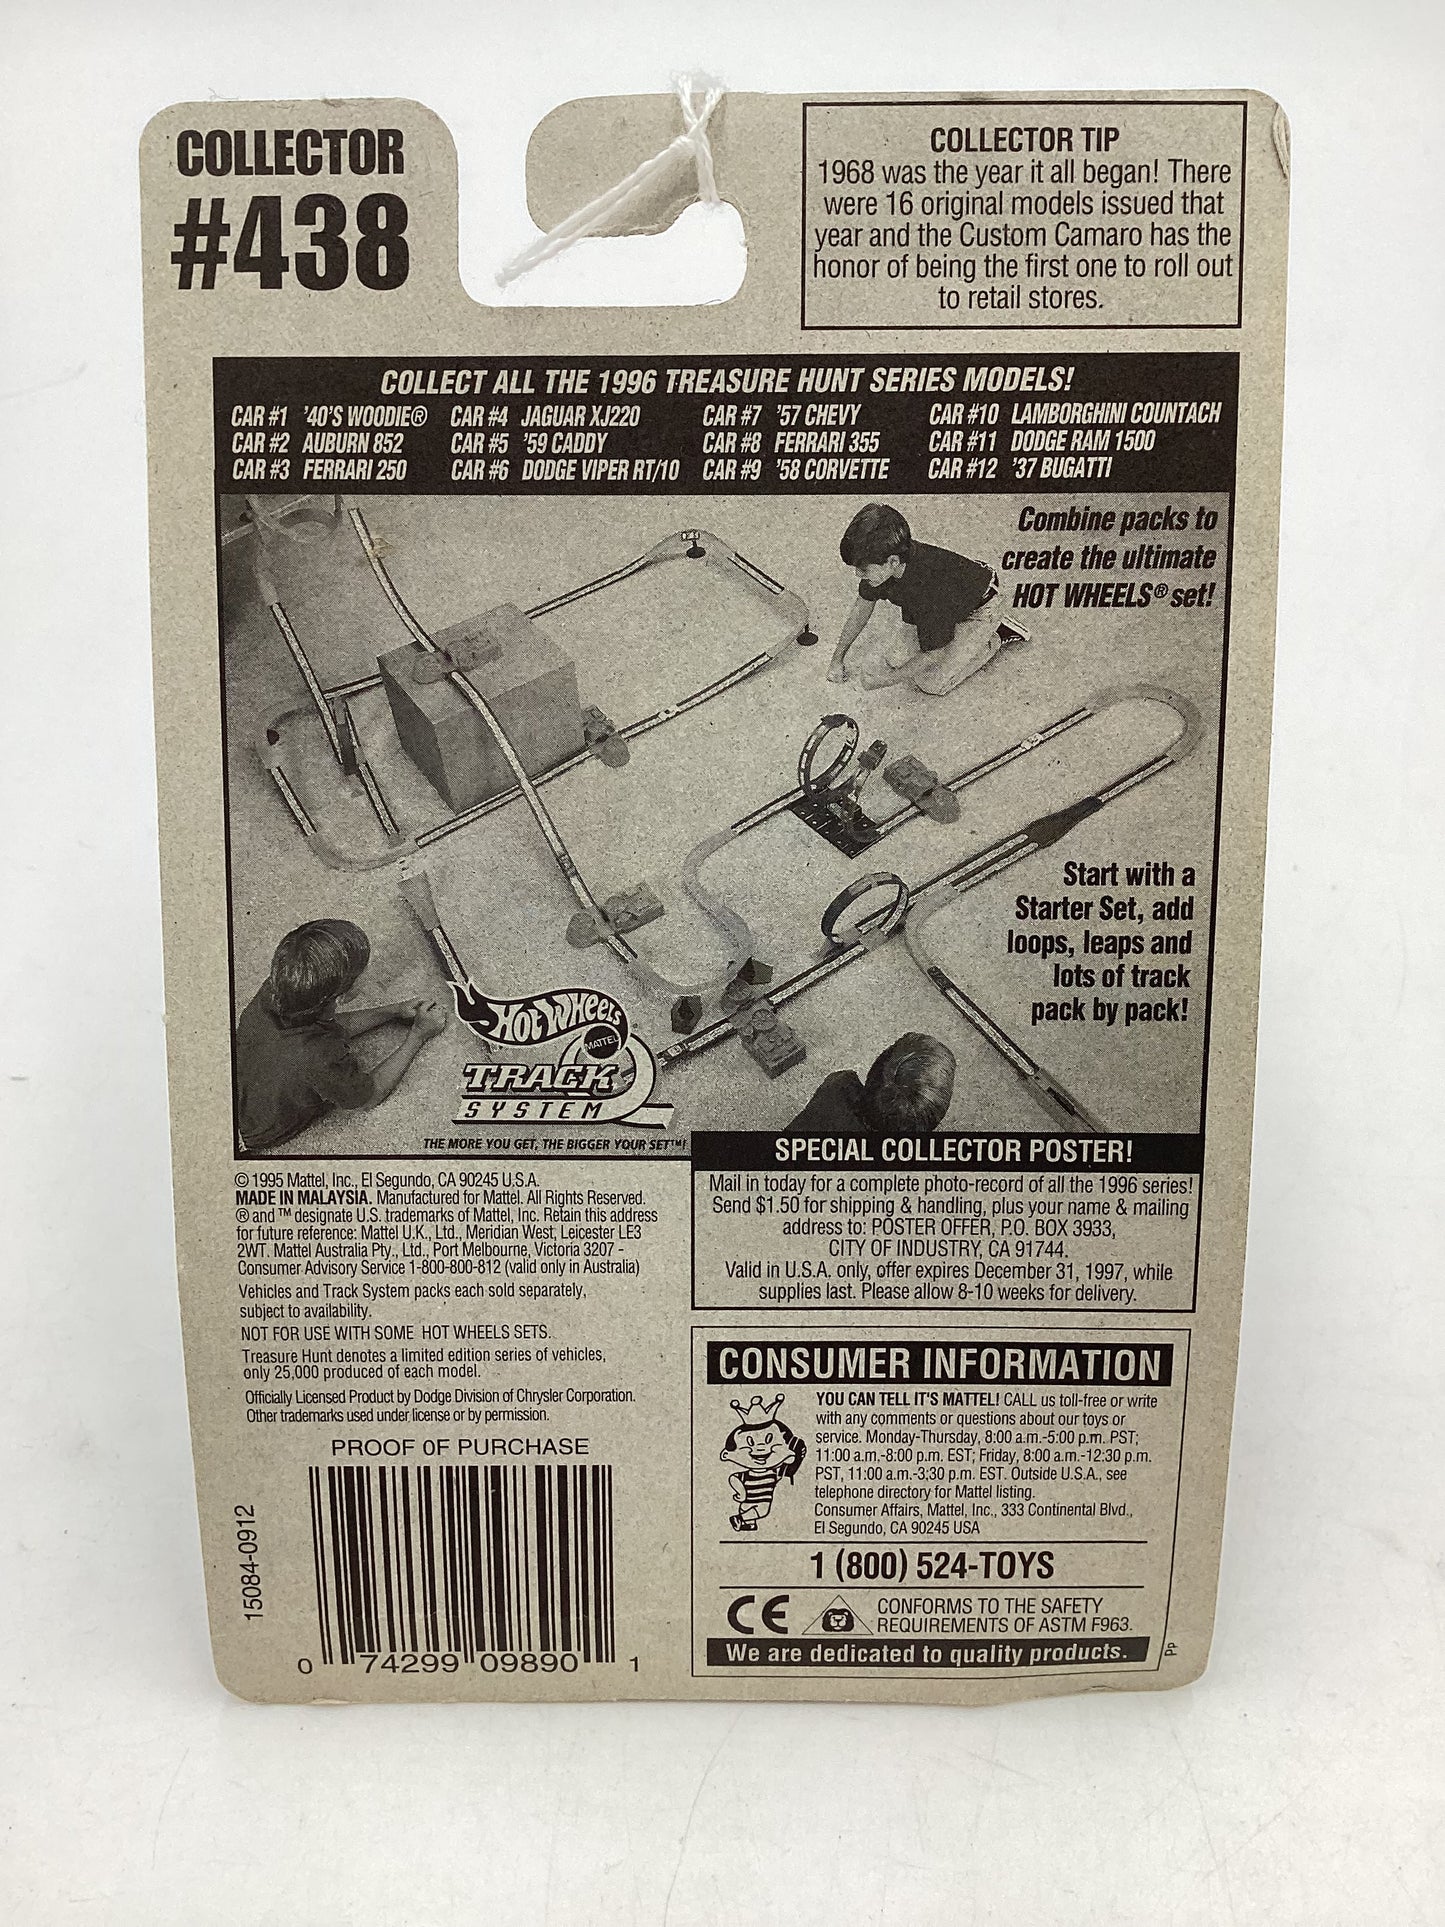 COLLECTOR
#438
COLLECTOR TIP
1968 was the year it all began! There
were 16 original models issued that
year and the Custom Camaro has the
honor of being the first one to roll out
to retail stores.
COLLECT ALL THE 1996 TREASURE HUNT SERIES MODELS!
CAR #1 '40'S WOODIE® CAR #4 JAGUAR XJ220 CAR #7 '57 CHEVY CAR #10 LAMBORGHINI COUNTACH
CAR #2 AUBURN 852 CAR #5 '59 CADDY CAR #8 FERRARI 355 CAR #11 DODGE RAM 1500
CAR #3 FERRARI 250 CAR #6 DODGE VIPER RT/10 CAR #9 '58 CORVETTE CAR #12 '37 BUGATTI
Combine packs to
create the ultimate
HOT WHEELS® set!
Start with a
Starter Set, add
loops, leaps and
lots of track
pack by pack!
Hot Wheels
MATTEL
TRACK
SYSTEM
THE MORE YOU GET, THE BIGGER YOUR SET™!
© 1995 Mattel, Inc., El Segundo, CA 90245 U.S.A.
MADE IN MALAYSIA. Manufactured for Mattel. All Rights Reserved.
® and ™ designate U.S. trademarks of Mattel, Inc. Retain this address
for future reference: Mattel U.K., Ltd., Meridian West, Leicester LE3
2WT. Mattel Australia Pty., Ltd., Port Melbourne, Victoria 3207 -
Consumer Advisory Service 1-800-800-812 (valid only in Australia)
Vehicles and Track System packs each sold separately,
subject to availability.
NOT FOR USE WITH SOME HOT WHEELS SETS.
Treasure Hunt denotes a limited edition series of vehicles,
only 25,000 produced of each model.
Officially Licensed Product by Dodge Division of Chrysler Corporation.
Other trademarks used under license or by permission.
PROOF OF PURCHASE
15084-0912
0 74299 09890 1
SPECIAL COLLECTOR POSTER!
Mail in today for a complete photo-record of all the 1996 series!
Send $1.50 for shipping & handling, plus your name & mailing
address to: POSTER OFFER, P.O. BOX 3933,
CITY OF INDUSTRY, CA 91744.
Valid in U.S.A. only, offer expires December 31, 1997, while
supplies last. Please allow 8-10 weeks for delivery.
CONSUMER INFORMATION
YOU CAN TELL IT'S MATTEL! CALL us toll-free or write
with any comments or questions about our toys or
service. Monday-Thursday, 8:00 a.m.-5:00 p.m. PST;
11:00 a.m.-8:00 p.m. EST; Friday, 8:00 a.m.-12:30 p.m.
PST, 11:00 a.m.-3:30 p.m. EST. Outside U.S.A., see
telephone directory for Mattel listing.
Consumer Affairs, Mattel, Inc., 333 Continental Blvd.,
El Segundo, CA 90245 USA
1 (800) 524-TOYS
CE
CONFORMS TO THE SAFETY
REQUIREMENTS OF ASTM F963.
We are dedicated to quality products.
PP